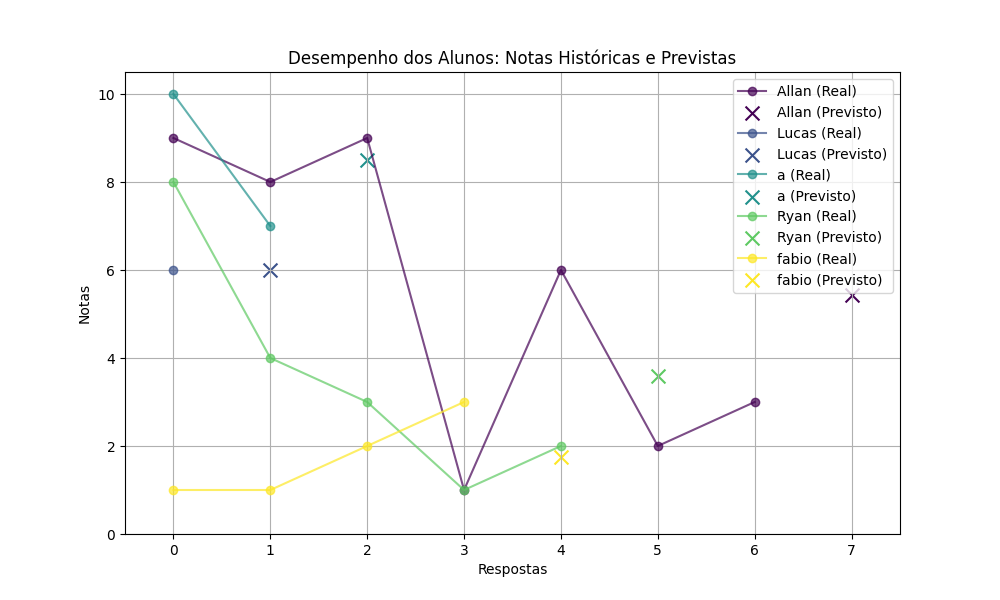 Desempenho dos Alunos: Notas Históricas e Previstas
10
8
6
4
2
0
Notas
Allan (Real)
Allan (Previsto)
Lucas (Real)
Lucas (Previsto)
a (Real)
a (Previsto)
Ryan (Real)
Ryan (Previsto)
fabio (Real)
fabio (Previsto)
0 1 2 3 4 5 6 7
Respostas